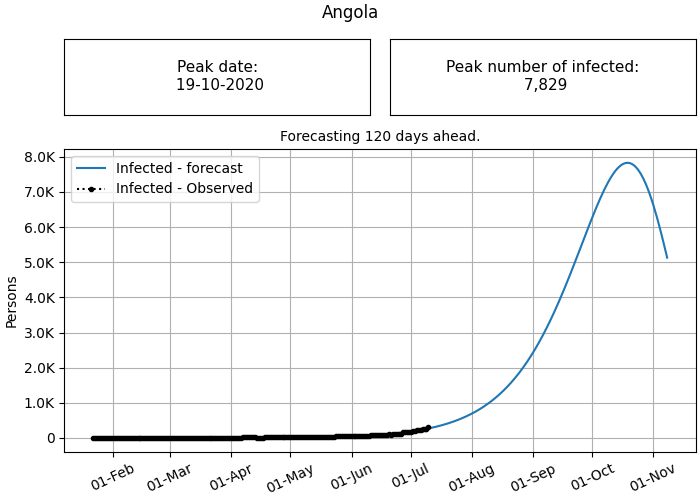 Angola
Peak date:
19-10-2020
Peak number of infected:
7,829
Forecasting 120 days ahead.
Infected - forecast
Infected - Observed
8.0K
7.0K
6.0K
5.0K
4.0K
3.0K
2.0K
1.0K
0
Persons
01-Feb
01-Mar
01-Apr
01-May
01-Jun
01-Jul
01-Aug
01-Sep
01-Oct
01-Nov